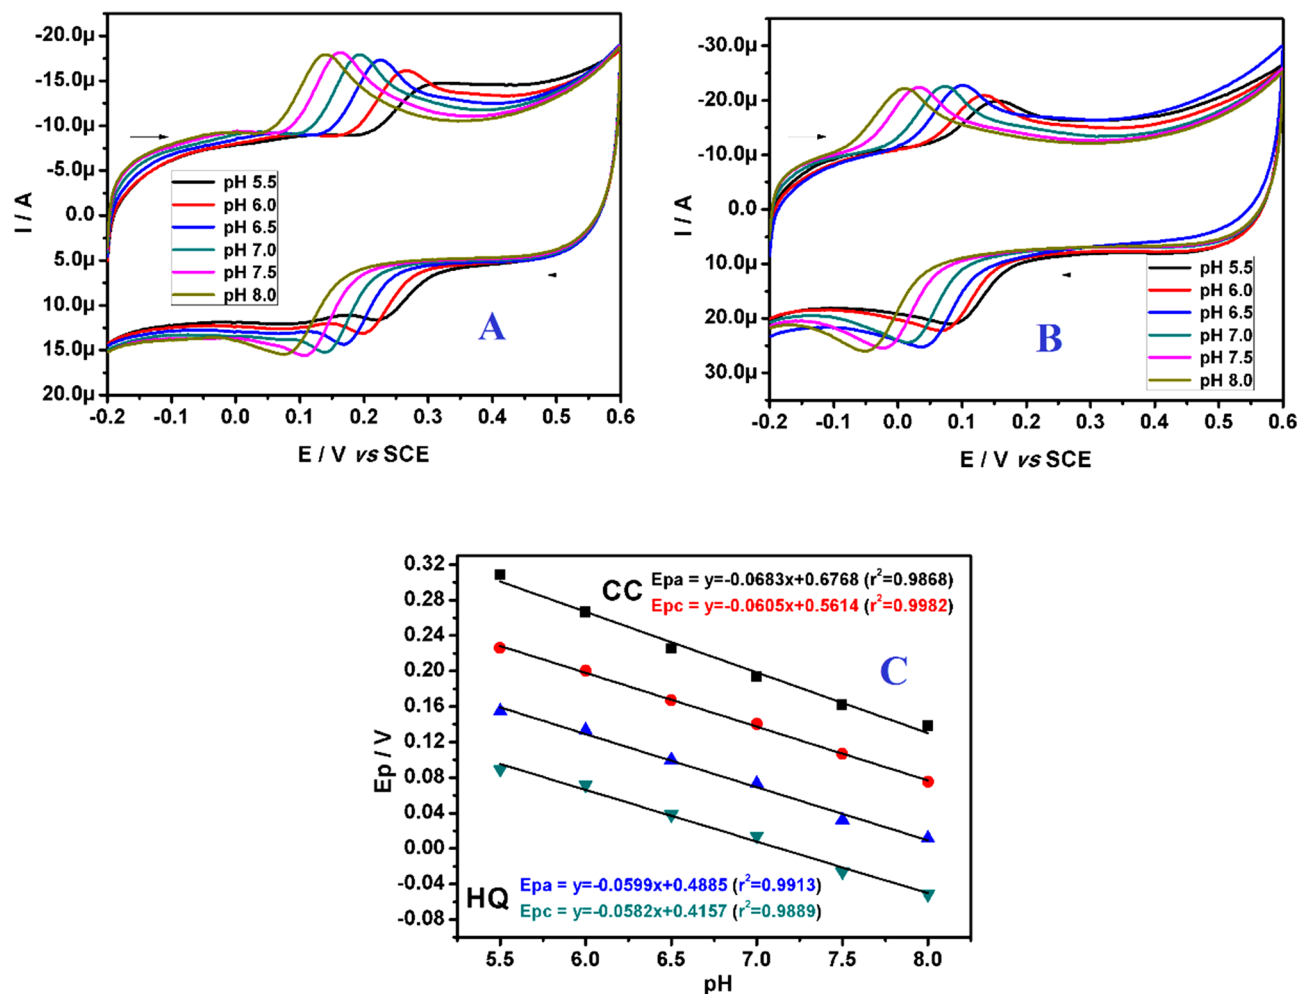 -20.0µ
-15.0µ
-10.0µ
-5.0µ
0.0
5.0µ
10.0µ
15.0µ
20.0µ
I / A
pH 5.5
pH 6.0
pH 6.5
pH 7.0
pH 7.5
pH 8.0
A
-0.2 -0.1 0.0 0.1 0.2 0.3 0.4 0.5 0.6
E / V vs SCE
-30.0µ
-20.0µ
-10.0µ
0.0
10.0µ
20.0µ
30.0µ
I / A
pH 5.5
pH 6.0
pH 6.5
pH 7.0
pH 7.5
pH 8.0
B
-0.2 -0.1 0.0 0.1 0.2 0.3 0.4 0.5 0.6
E / V vs SCE
0.32
0.28
0.24
0.20
0.16
0.12
0.08
0.04
0.00
-0.04
-0.08
Ep / V
CC
Epa = y=-0.0683x+0.6768 (r²=0.9868)
Epc = y=-0.0605x+0.5614 (r²=0.9982)
C
HQ
Epa = y=-0.0599x+0.4885 (r²=0.9913)
Epc = y=-0.0582x+0.4157 (r²=0.9889)
5.5 6.0 6.5 7.0 7.5 8.0
pH